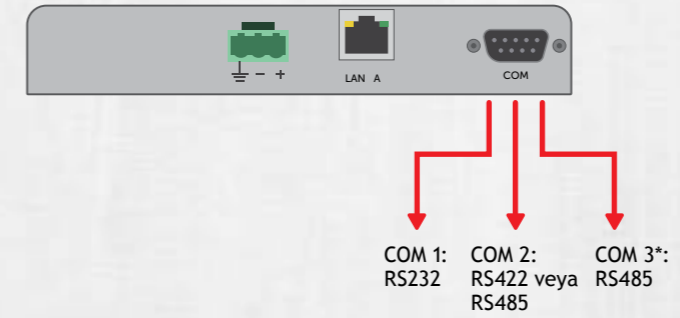 − +
LAN A
COM
COM 1:
RS232
COM 2:
RS422 veya
RS485
COM 3*:
RS485